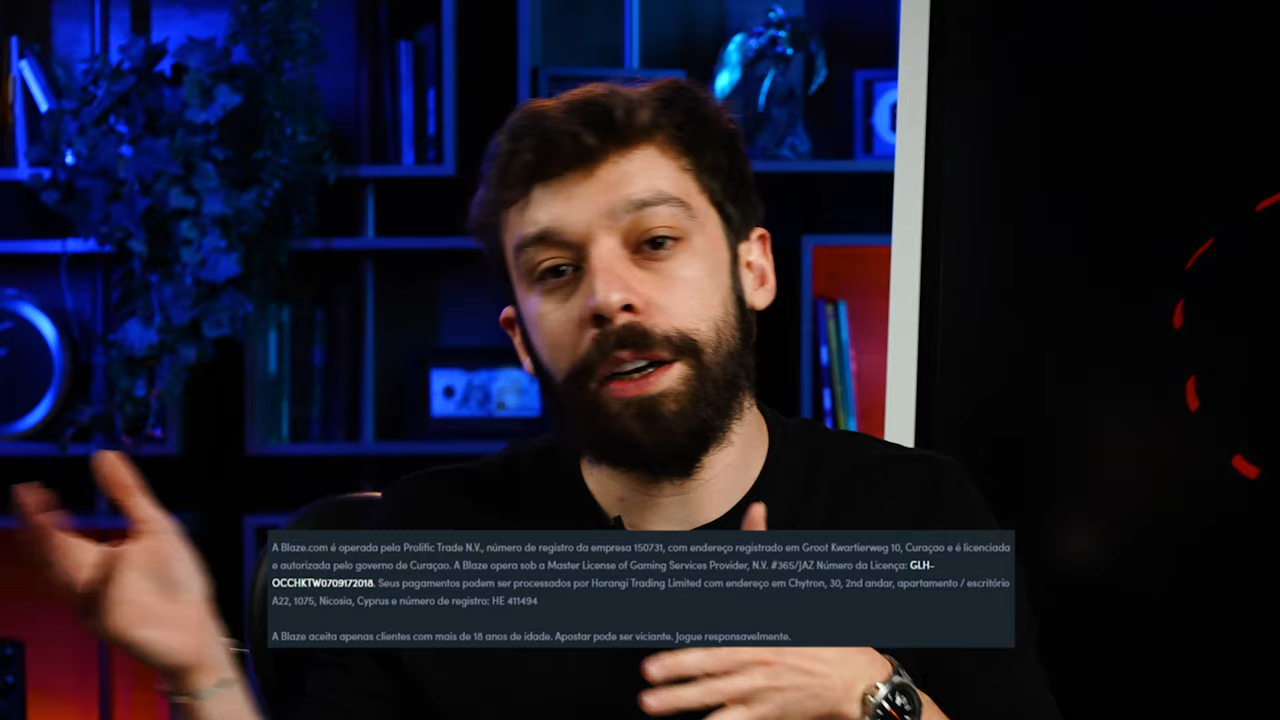 A Blaze.com é operada pela Prolific Trade N.V., número de registro da empresa 150731, com endereço registrado em Groot Kwartierweg 10, Curaçao e é licenciada
e autorizada pelo governo de Curaçao. A Blaze opera sob a Master License of Gaming Services Provider, N.V. #365/JAZ Número da Licença: GLH-
OCCHKTW0709172018. Seus pagamentos podem ser processados por Horangi Trading Limited com endereço em Chytron, 30, 2nd andar, apartamento / escritório
A22, 1075, Nicosia, Cyprus e número de registro: HE 411494
A Blaze aceita apenas clientes com mais de 18 anos de idade. Apostar pode ser viciante. Jogue responsavelmente.